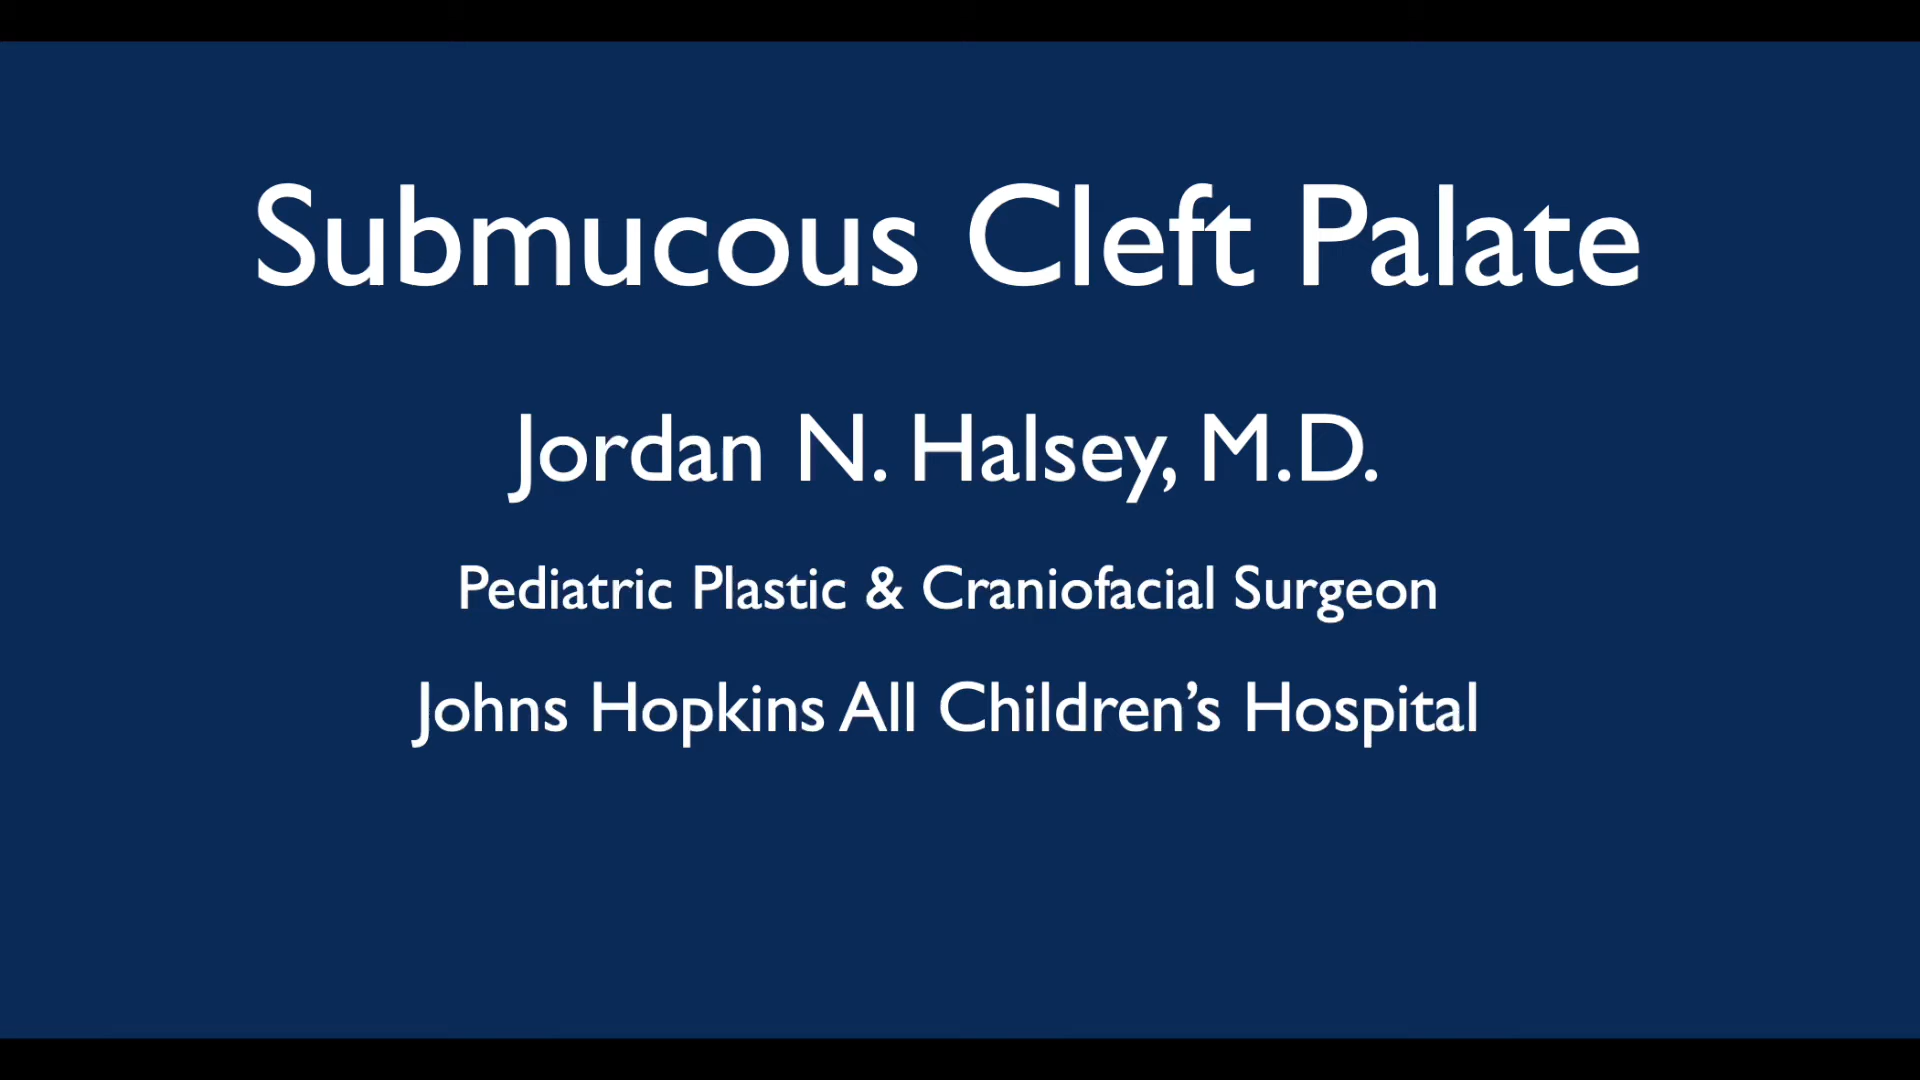 Submucous Cleft Palate
Jordan N. Halsey, M.D.
Pediatric Plastic & Craniofacial Surgeon
Johns Hopkins All Children’s Hospital